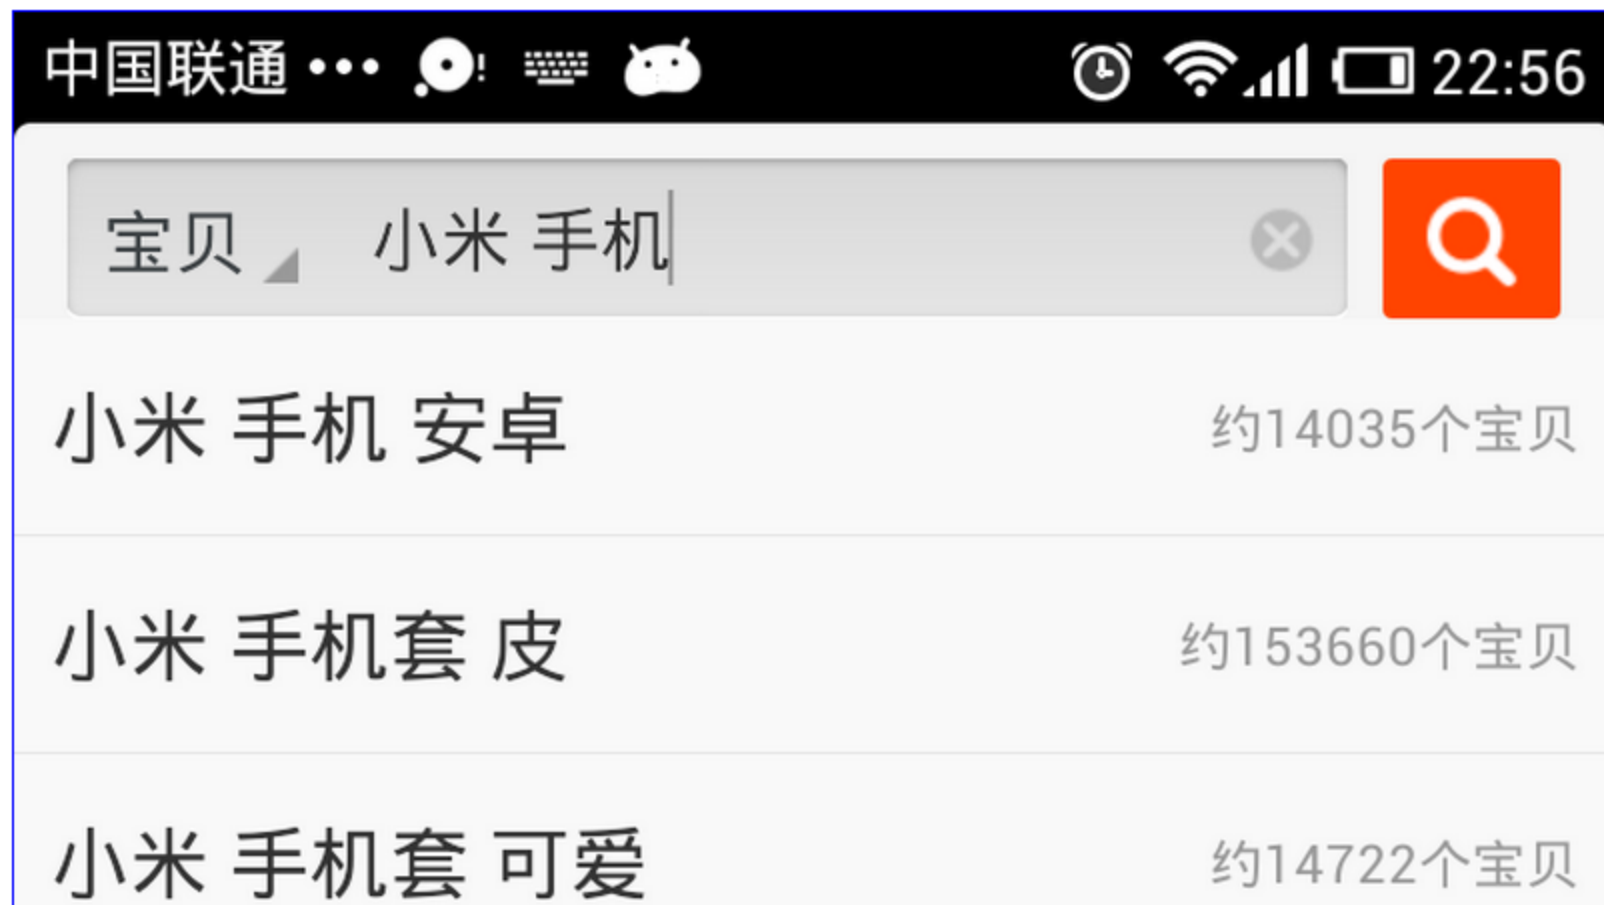 中国联通 ••• 22:56
宝贝 小米 手机
小米 手机 安卓 约14035个宝贝
小米 手机套 皮 约153660个宝贝
小米 手机套 可爱 约14722个宝贝